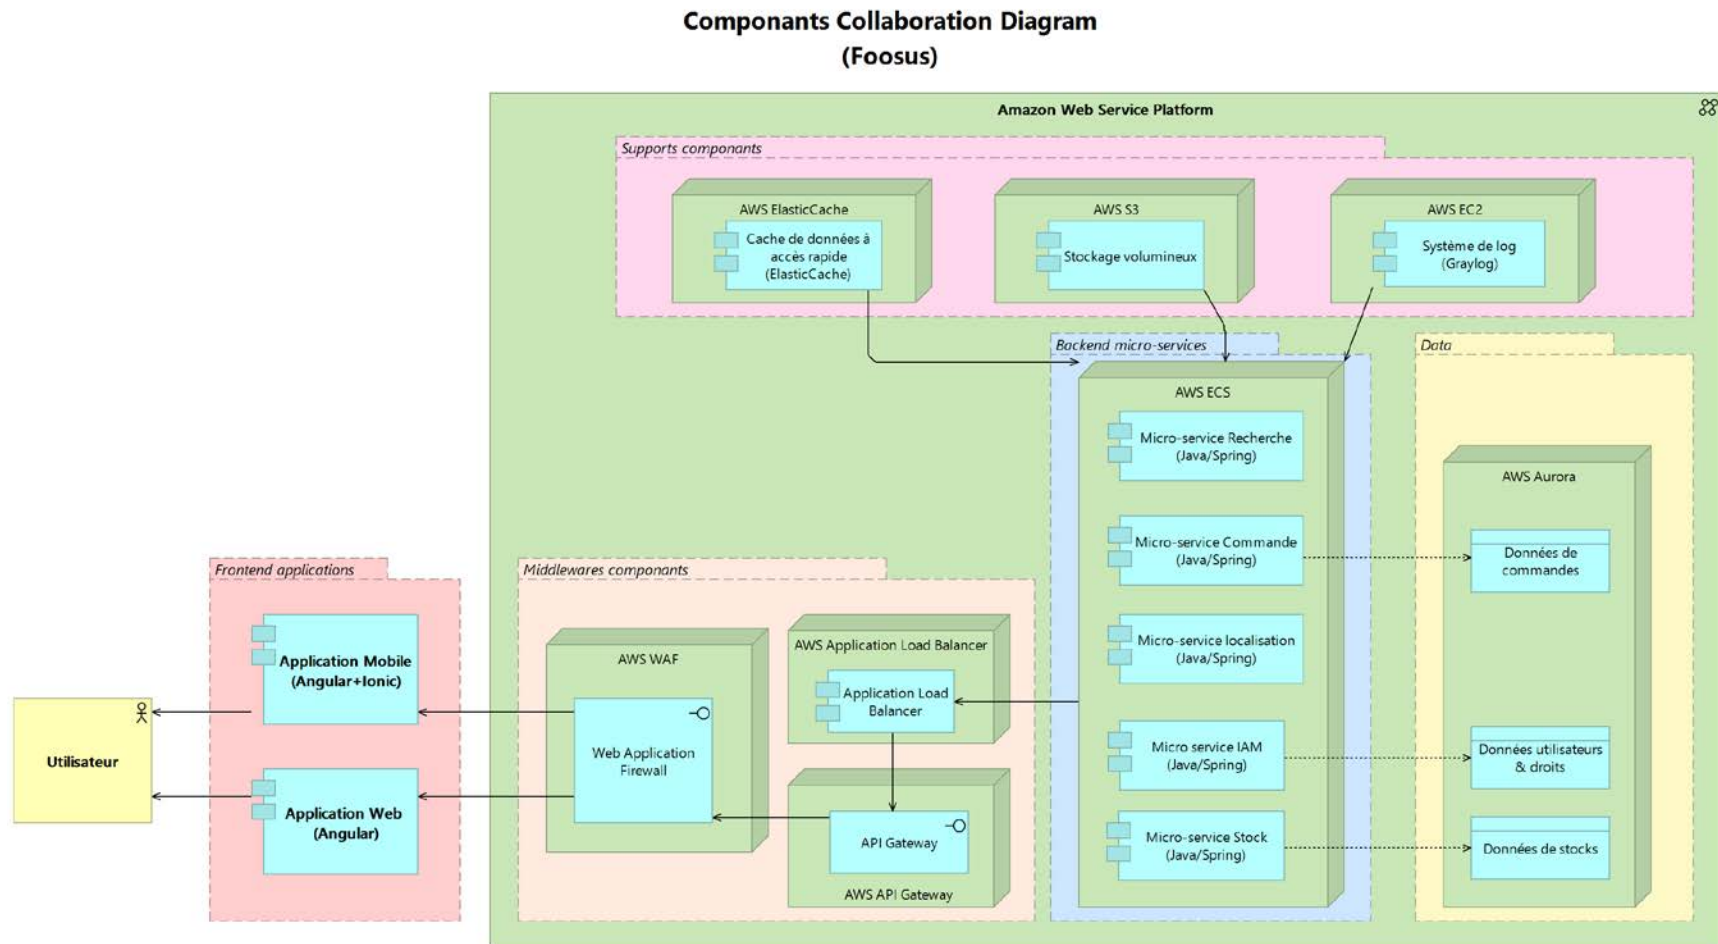 Componants Collaboration Diagram
(Foosus)
Amazon Web Service Platform
Supports componants
AWS ElasticCache
Cache de données à
accès rapide
(ElasticCache)
AWS S3
Stockage volumineux
AWS EC2
Système de log
(Graylog)
Backend micro-services
AWS ECS
Micro-service Recherche
(Java/Spring)
Micro-service Commande
(Java/Spring)
Micro-service localisation
(Java/Spring)
Micro service IAM
(Java/Spring)
Micro-service Stock
(Java/Spring)
Data
AWS Aurora
Données de
commandes
Données utilisateurs
& droits
Données de stocks
Frontend applications
Application Mobile
(Angular+Ionic)
Application Web
(Angular)
Utilisateur
Middlewares componants
AWS WAF
Web Application
Firewall
AWS Application Load Balancer
Application Load
Balancer
API Gateway
AWS API Gateway